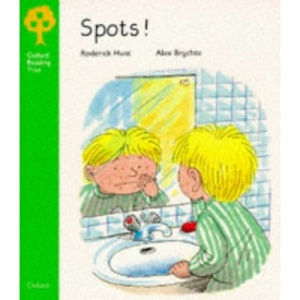 Spots!
Roderick Hunt Alex Brychta
Oxford
Reading
Tree
Oxford